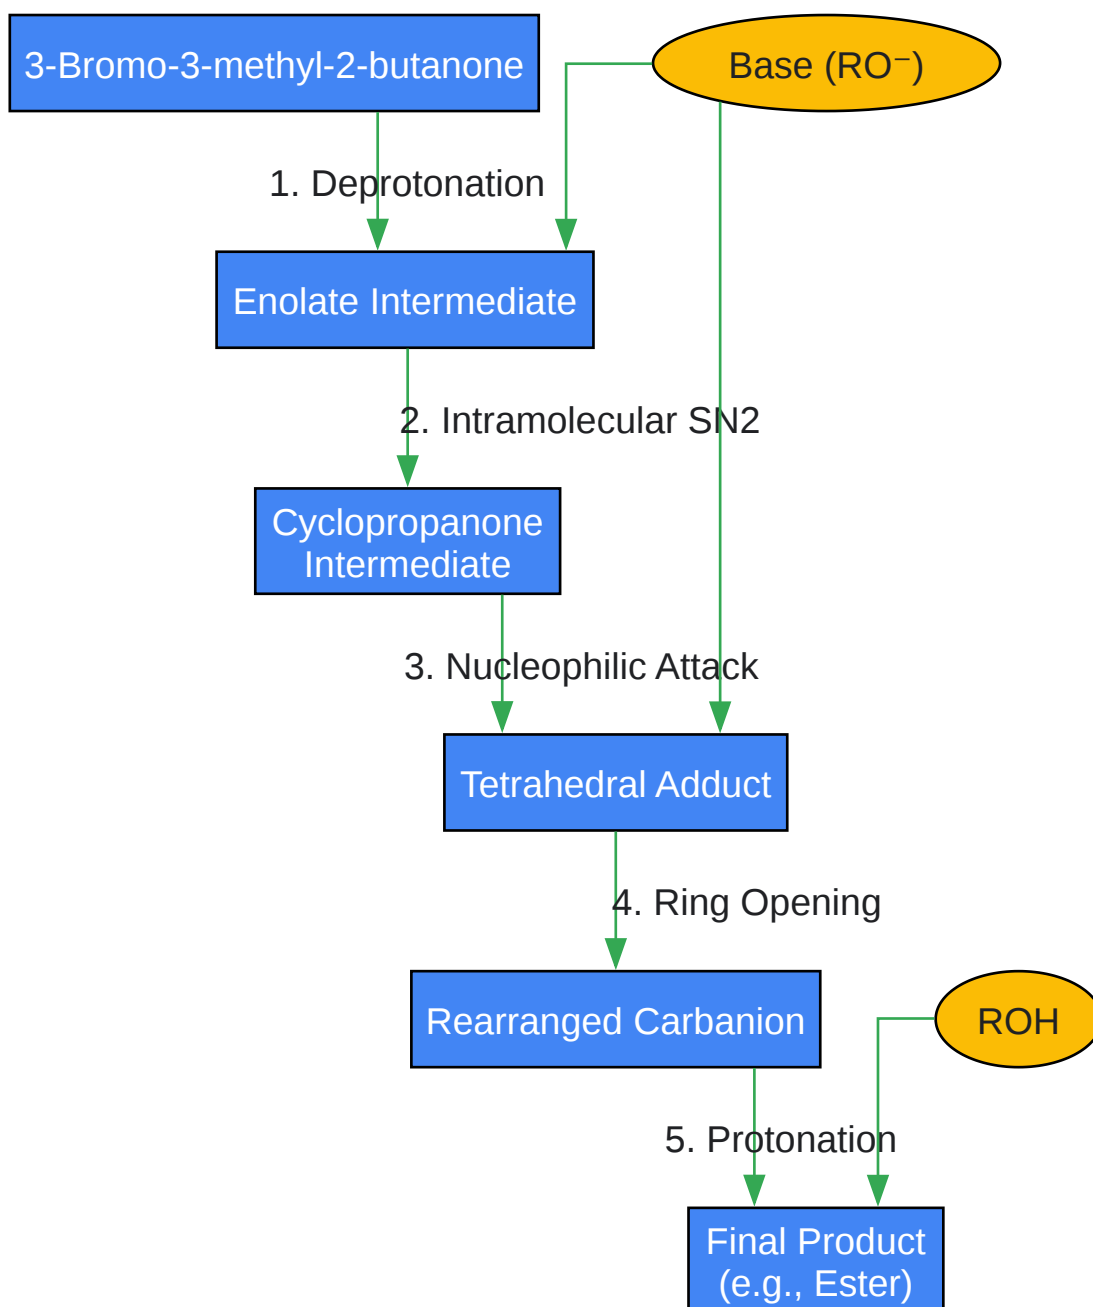 3-Bromo-3-methyl-2-butanone
Base (RO⁻)
1. Deprotonation
Enolate Intermediate
2. Intramolecular SN2
Cyclopropanone
Intermediate
3. Nucleophilic Attack
Tetrahedral Adduct
4. Ring Opening
Rearranged Carbanion
ROH
5. Protonation
Final Product
(e.g., Ester)